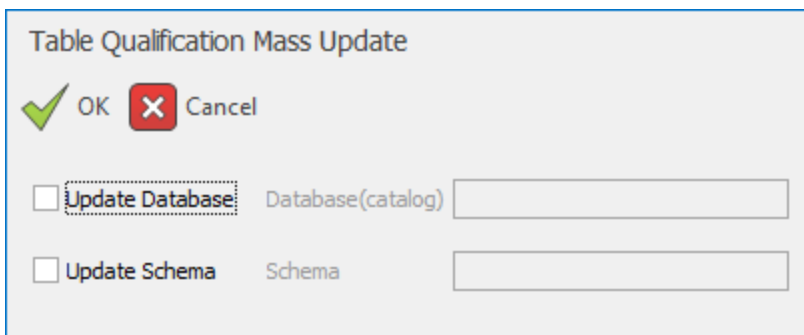 Table Qualification Mass Update
OK Cancel
Update Database Database(catalog)
Update Schema Schema